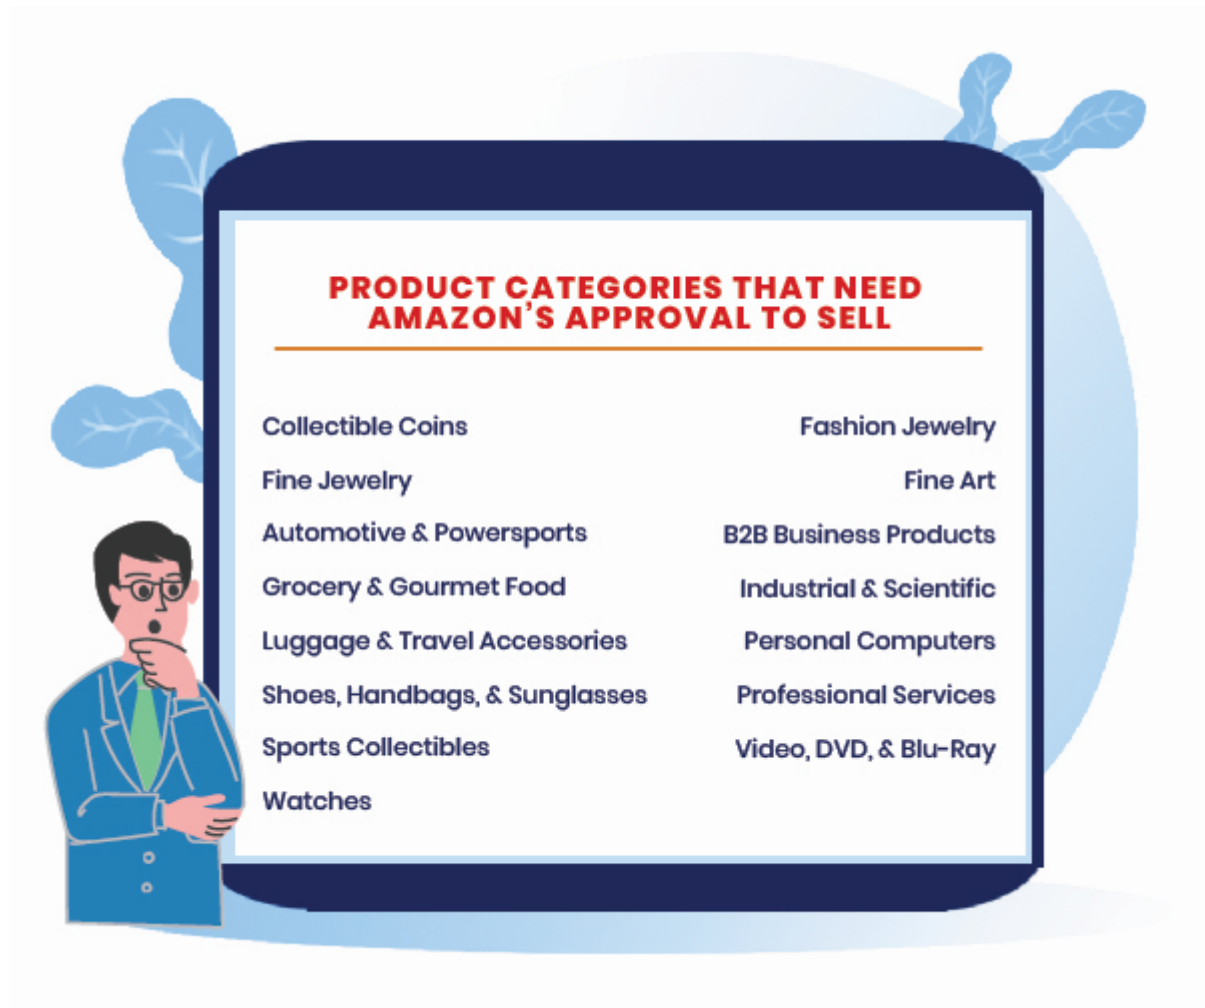 PRODUCT CATEGORIES THAT NEED
AMAZON'S APPROVAL TO SELL
Collectible Coins
Fine Jewelry
Automotive & Powersports
Grocery & Gourmet Food
Luggage & Travel Accessories
Shoes, Handbags, & Sunglasses
Sports Collectibles
Watches
Fashion Jewelry
Fine Art
B2B Business Products
Industrial & Scientific
Personal Computers
Professional Services
Video, DVD, & Blu-Ray